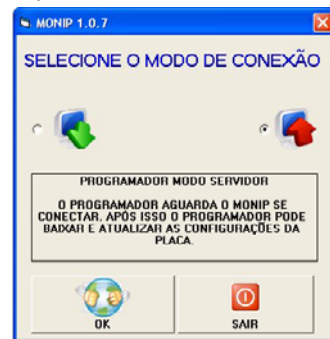 MONIP 1.0.7
SELECIONE O MODO DE CONEXÃO
PROGRAMADOR MODO SERVIDOR
O PROGRAMADOR AGUARDA O MONIP SE
CONECTAR. APÓS ISSO O PROGRAMADOR PODE
BAIXAR E ATUALIZAR AS CONFIGURAÇÕES DA
PLACA.
OK
SAIR